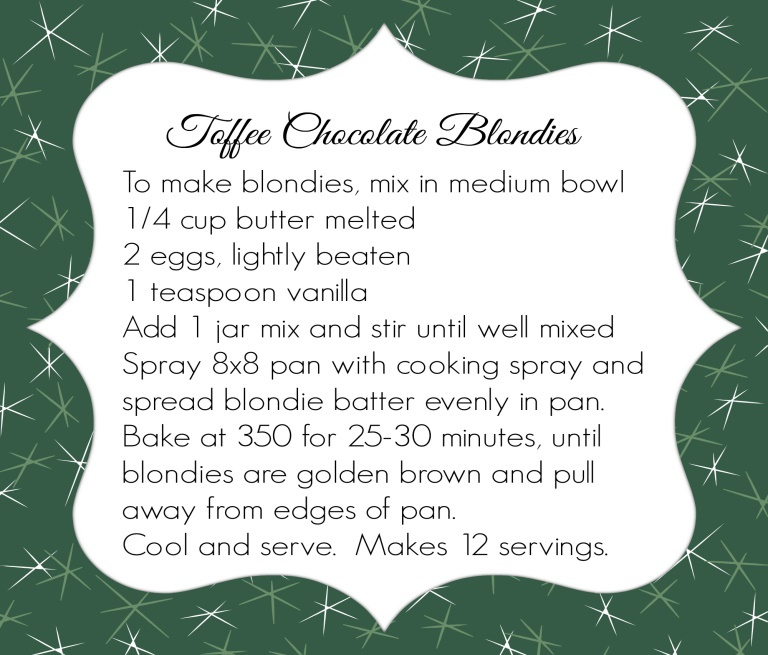 Toffee Chocolate Blondies
To make blondies, mix in medium bowl
1/4 cup butter melted
2 eggs, lightly beaten
1 teaspoon vanilla
Add 1 jar mix and stir until well mixed
Spray 8x8 pan with cooking spray and
spread blondie batter evenly in pan.
Bake at 350 for 25-30 minutes, until
blondies are golden brown and pull
away from edges of pan.
Cool and serve.  Makes 12 servings.